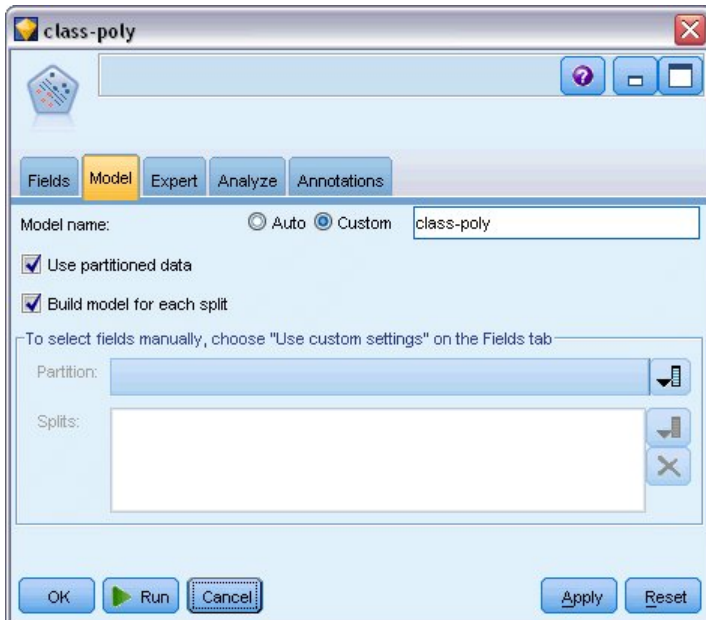 class-poly
?
Fields Model Expert Analyze Annotations
Model name: Auto Custom class-poly
Use partitioned data
Build model for each split
To select fields manually, choose "Use custom settings" on the Fields tab
Partition:
Splits:
OK Run Cancel Apply Reset